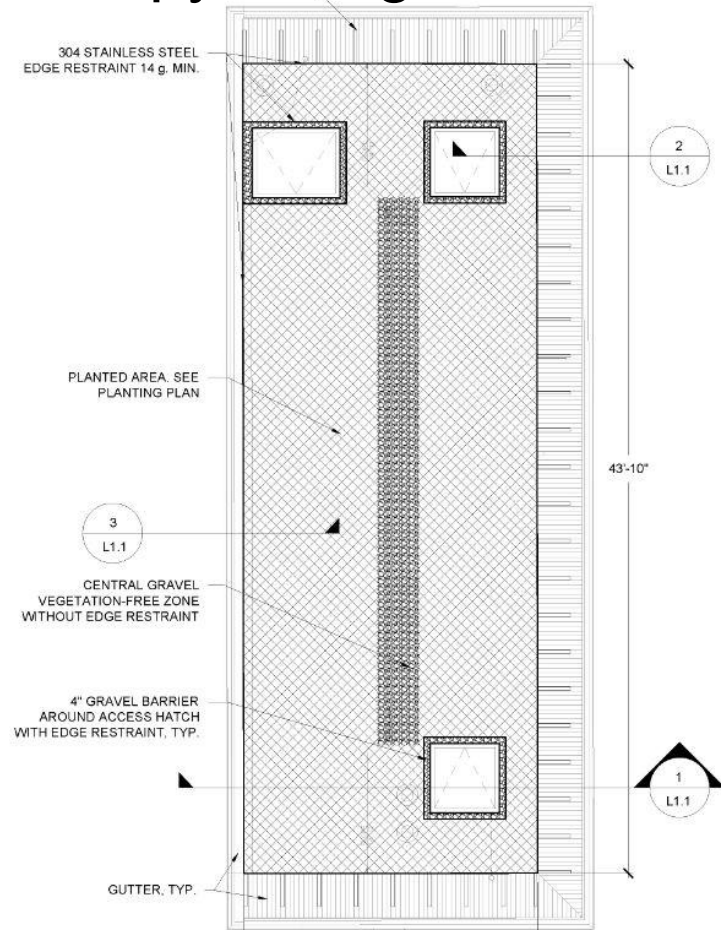 304 STAINLESS STEEL
EDGE RESTRAINT 14 g. MIN.
2
L1.1
PLANTED AREA. SEE
PLANTING PLAN
43'-10"
3
L1.1
CENTRAL GRAVEL
VEGETATION-FREE ZONE
WITHOUT EDGE RESTRAINT
4" GRAVEL BARRIER
AROUND ACCESS HATCH
WITH EDGE RESTRAINT, TYP.
1
L1.1
GUTTER, TYP.